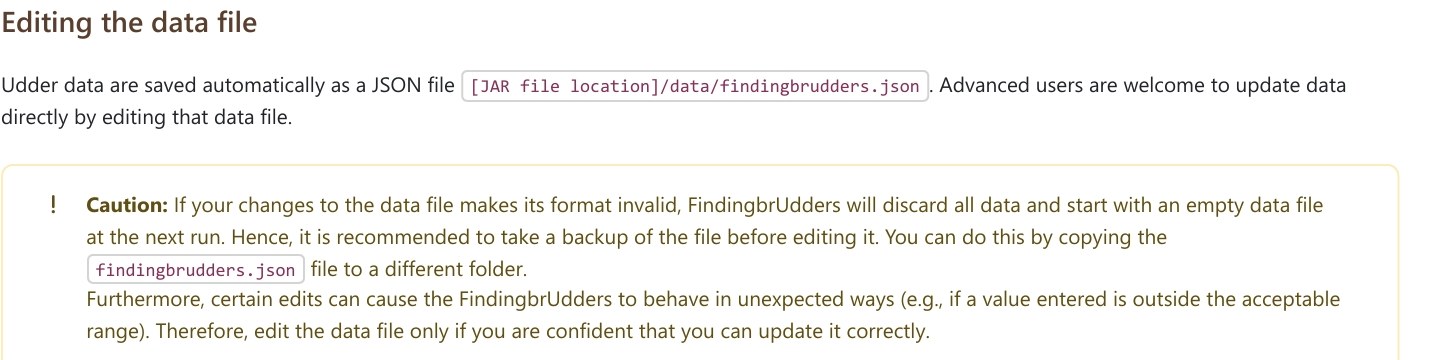 Editing the data file
Udder data are saved automatically as a JSON file [JAR file location]/data/findingbrudders.json. Advanced users are welcome to update data
directly by editing that data file.
! Caution: If your changes to the data file makes its format invalid, FindingbrUdders will discard all data and start with an empty data file
at the next run. Hence, it is recommended to take a backup of the file before editing it. You can do this by copying the
findingbrudders.json file to a different folder.
Furthermore, certain edits can cause the FindingbrUdders to behave in unexpected ways (e.g., if a value entered is outside the acceptable
range). Therefore, edit the data file only if you are confident that you can update it correctly.